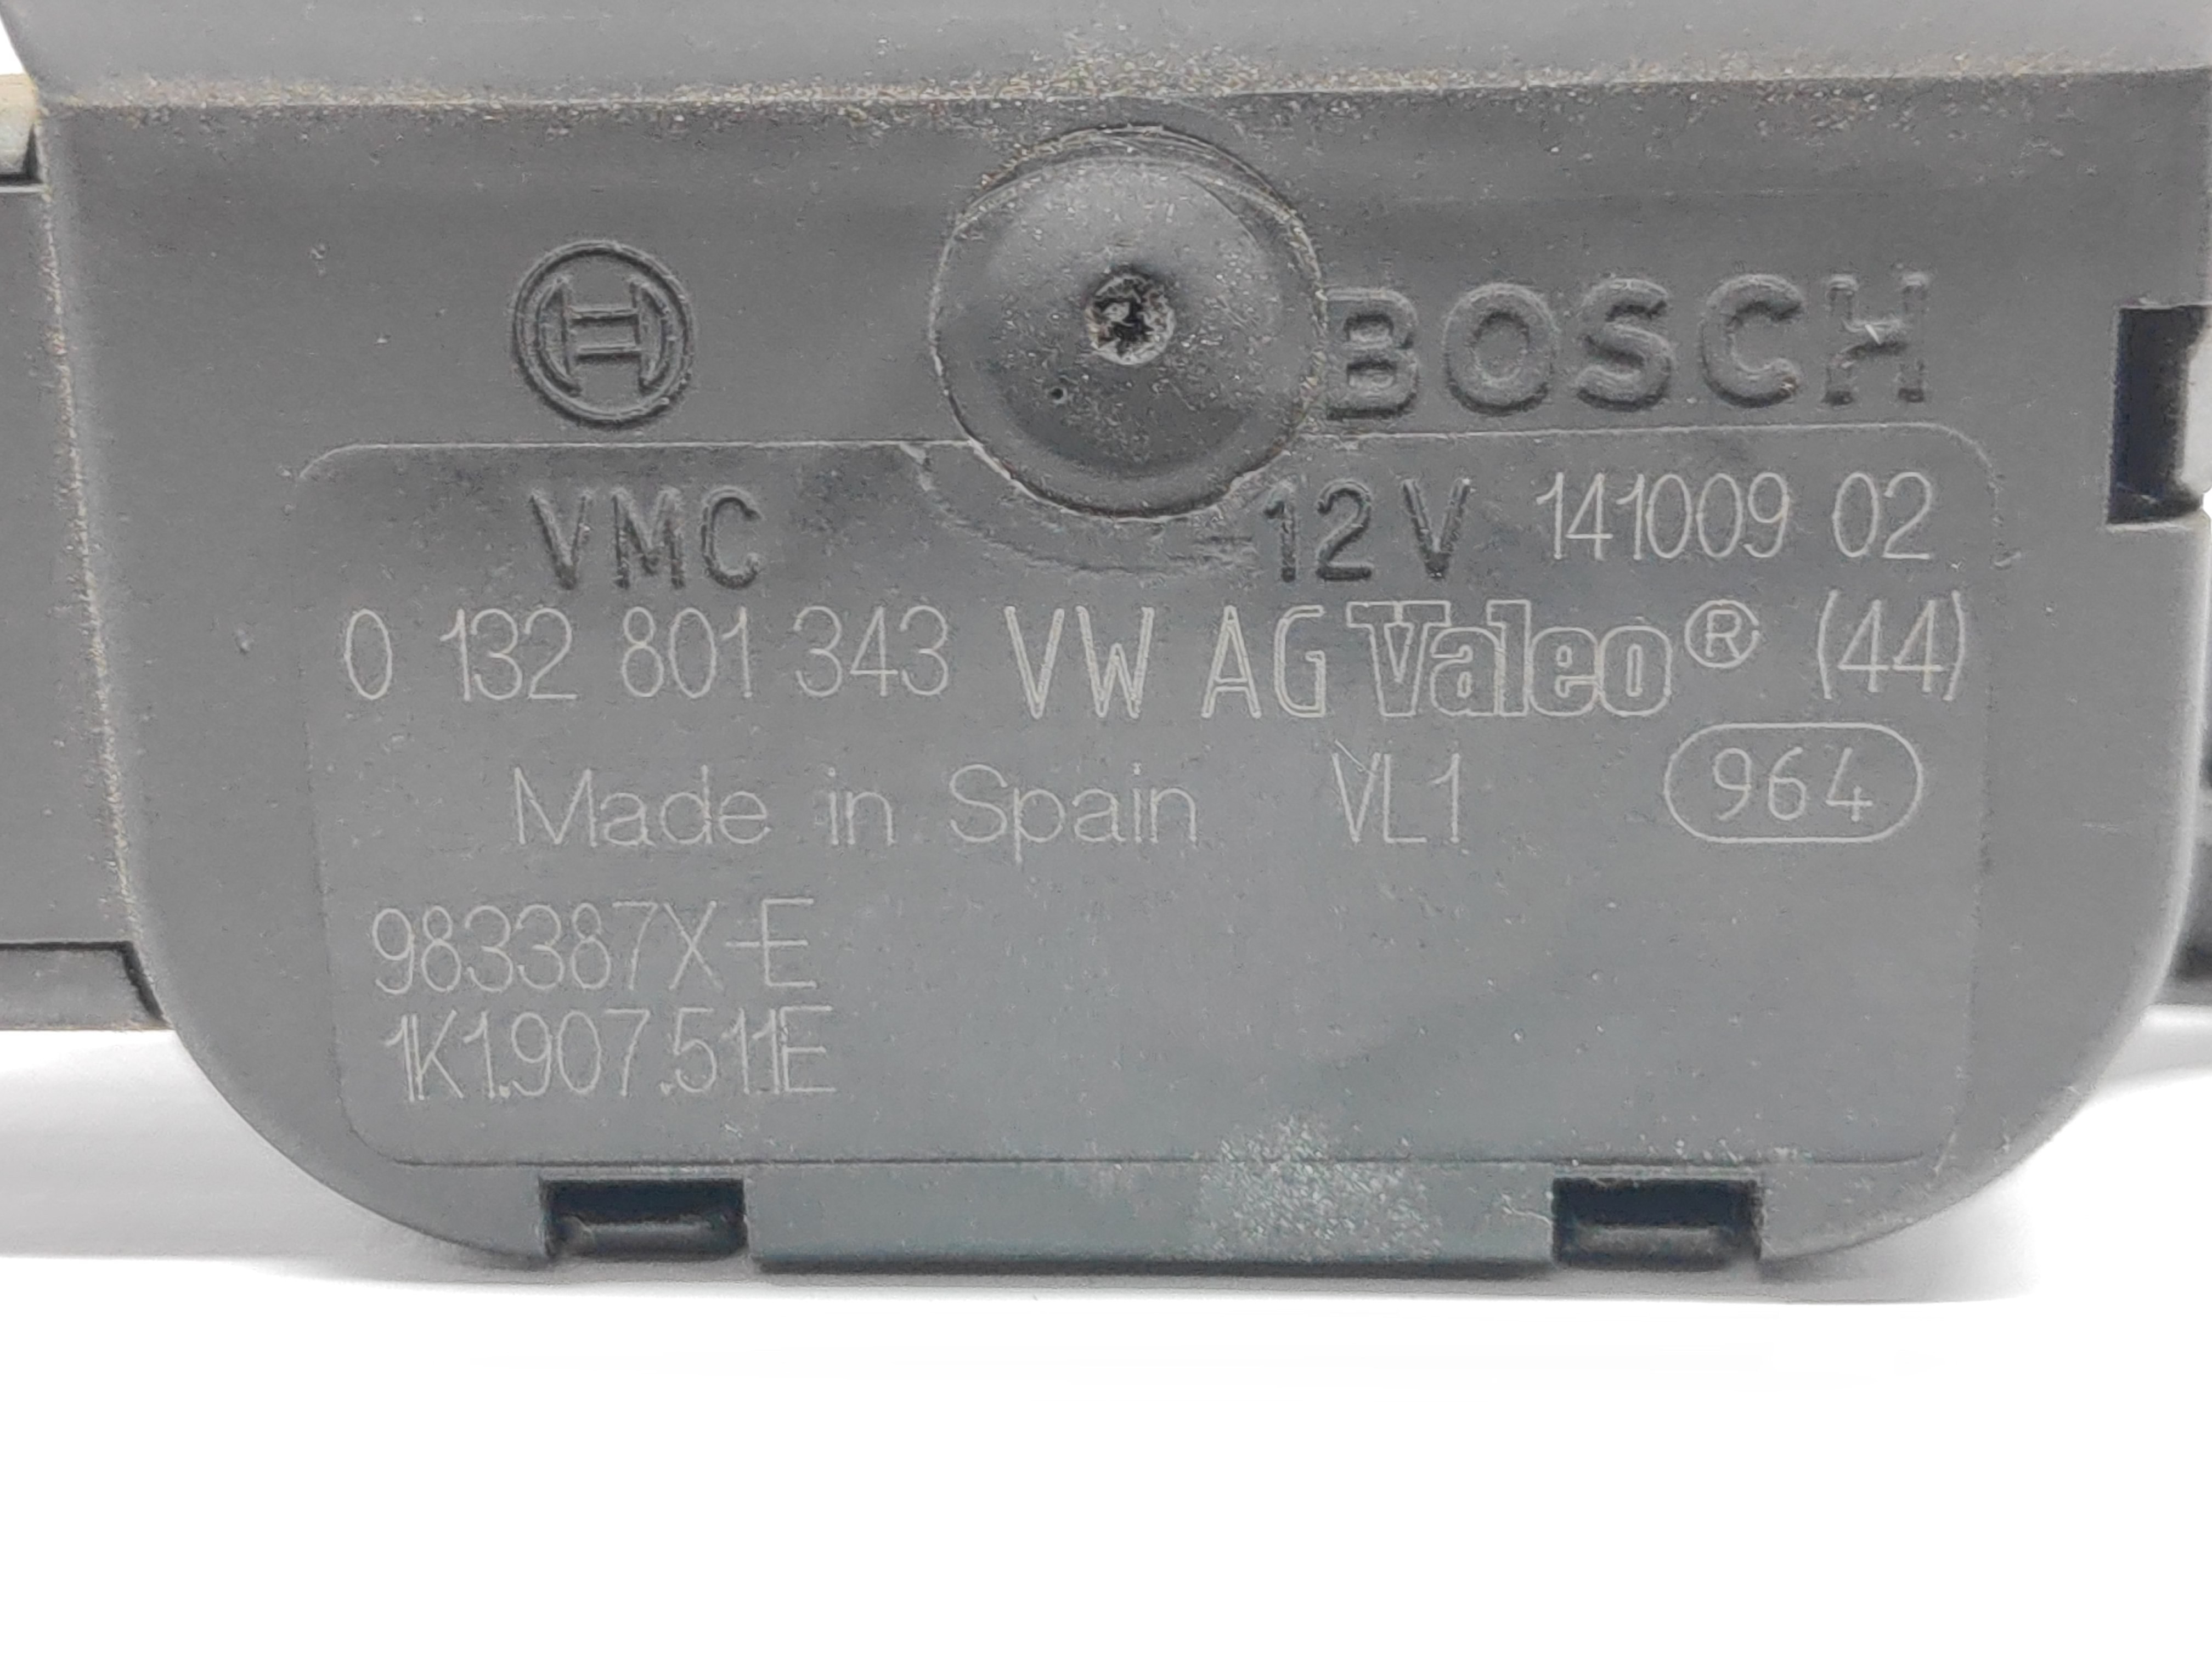 BOSCH
VMC 12V 141009 02
0 132 801 343 VW AG Valeo® (44)
Made in Spain VL1 964
983387X-E
1K1.907.511E